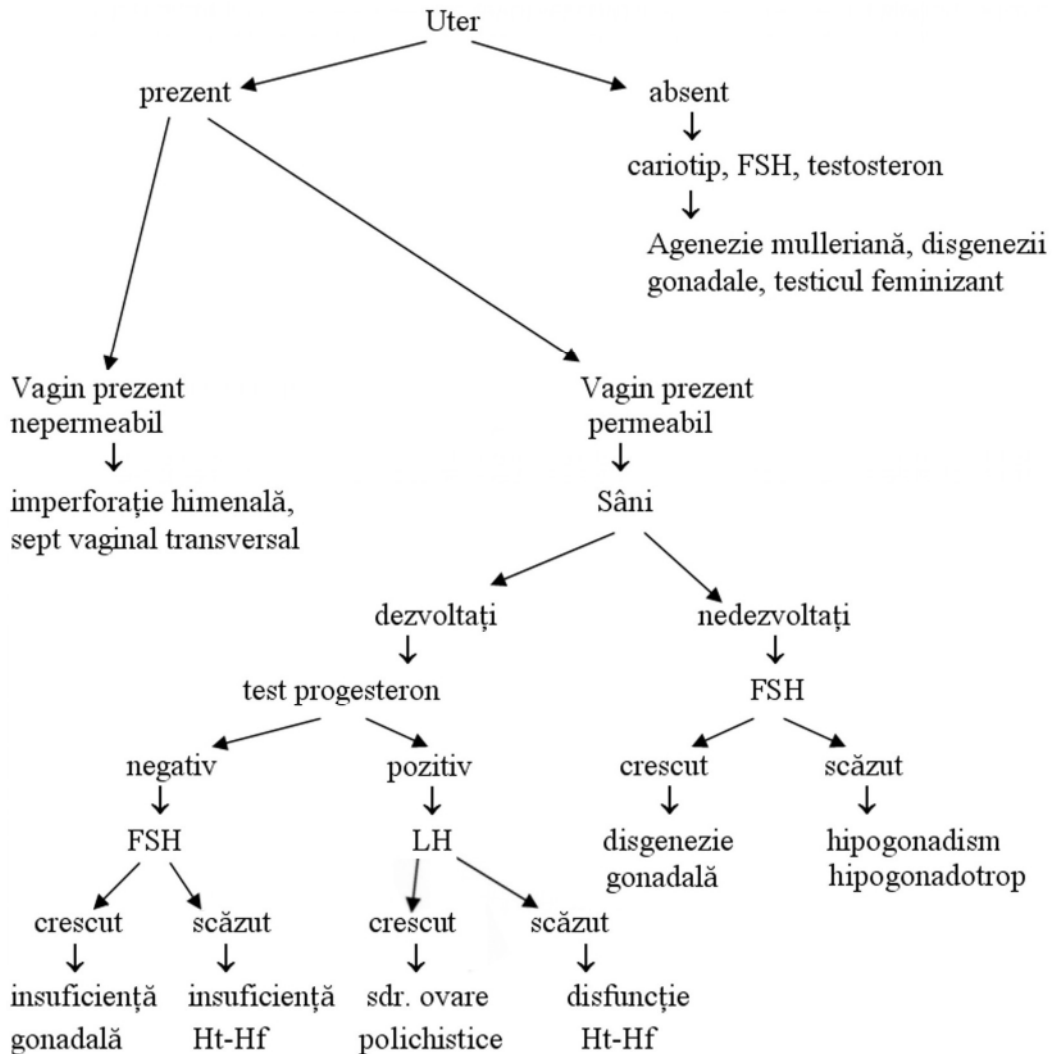 Uter
prezent
absent
↓
cariotip, FSH, testosteron
↓
Agenezie mulleriană, disgenezii
gonadale, testicul feminizant
Vagin prezent
nepermeabil
↓
imperforație himenală,
sept vaginal transversal
Vagin prezent
permeabil
↓
Sâni
dezvoltați
nedezvoltați
↓
↓
test progesteron
FSH
negativ
pozitiv
crescut
scăzut
↓
↓
↓
↓
FSH
LH
disgenezie
gonadală
hipogonadism
hipogonadotrop
crescut
scăzut
crescut
scăzut
↓
↓
↓
↓
insuficiență
gonadală
insuficiență
Ht-Hf
sdr. ovare
polichistice
disfuncție
Ht-Hf